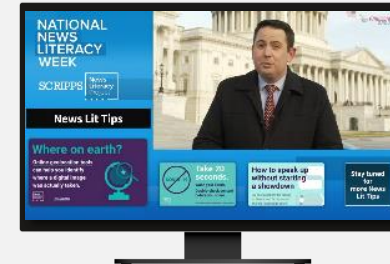 NATIONAL
NEWS
LITERACY
WEEK
SCRIPPS
News
Literacy
News Lit Tips
Where on earth?
Online geolocation tools
can help you identify
where a digital image
was actually taken.
Take 20
seconds.
How to speak up
without starting
a showdown
Stay tuned
for
more News
Lit Tips